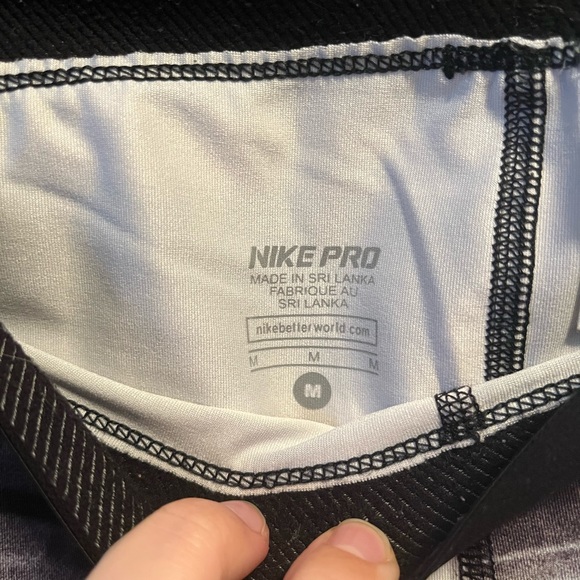 NIKE PRO
MADE IN SRI LANKA
FABRIQUE AU
SRI LANKA
nikebetterworld.com
M M M
M